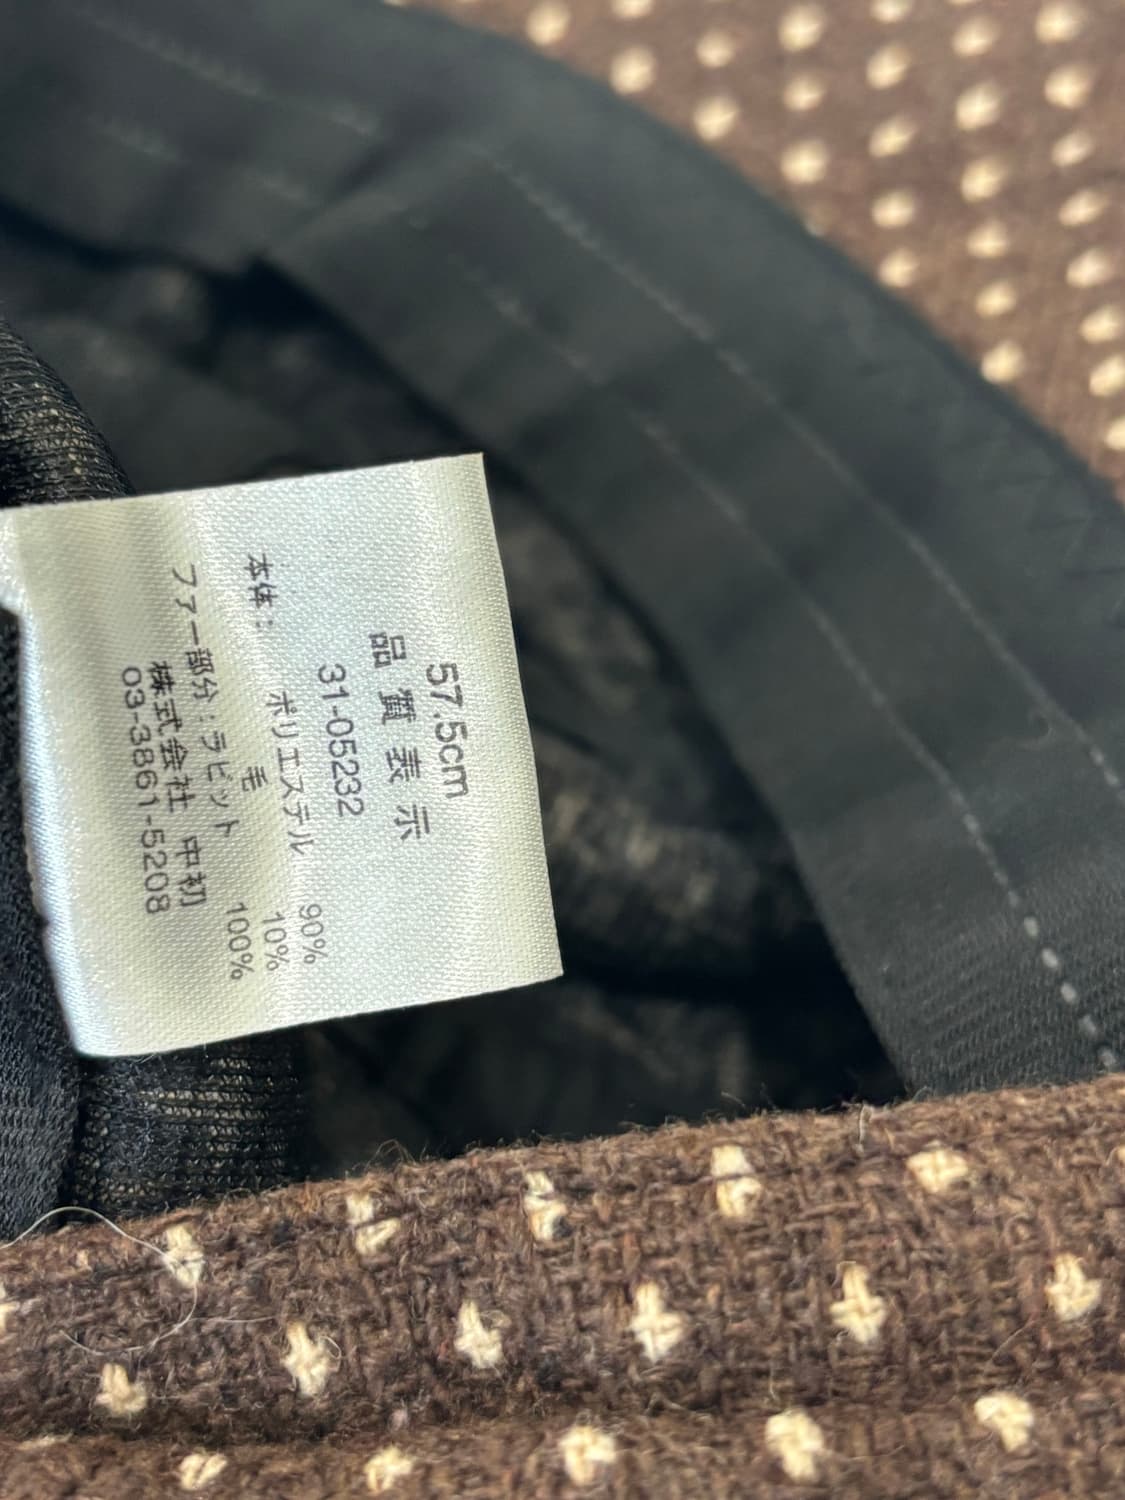 57.5cm
品質表示
31-05232
本体： ポリエステル 90%
毛 10%
ファー部分：ラビット 100%
株式会社 中初
03-3861-5208